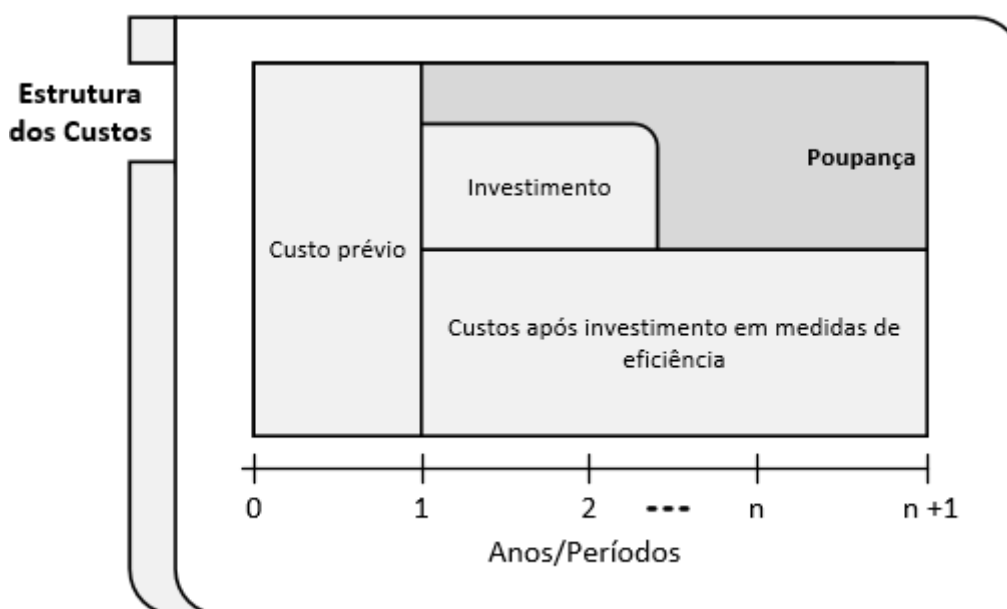 Estrutura
dos Custos
Poupança
Investimento
Custo prévio
Custos após investimento em medidas de
eficiência
0 1 2 --- n n +1
Anos/Períodos